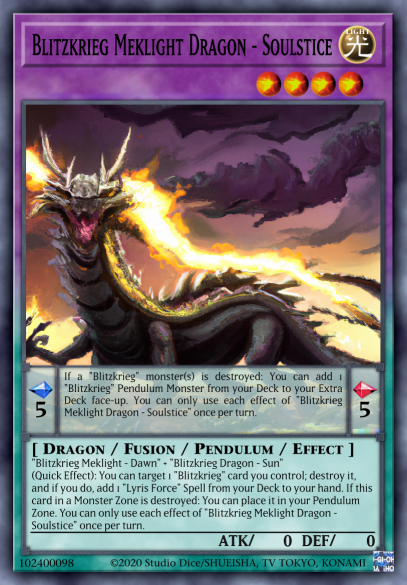 Blitzkrieg Meklight Dragon - Soulstice
LIGHT
光
If a "Blitzkrieg" monster(s) is destroyed: You can add 1
"Blitzkrieg" Pendulum Monster from your Deck to your Extra
Deck face-up. You can only use each effect of "Blitzkrieg
Meklight Dragon - Soulstice" once per turn.
5
5
[ Dragon / Fusion / Pendulum / Effect ]
"Blitzkrieg Meklight - Dawn" + "Blitzkrieg Dragon - Sun"
(Quick Effect): You can target 1 "Blitzkrieg" card you control; destroy it,
and if you do, add 1 "Lyris Force" Spell from your Deck to your hand. If this
card in a Monster Zone is destroyed: You can place it in your Pendulum
Zone. You can only use each effect of "Blitzkrieg Meklight Dragon -
Soulstice" once per turn.
ATK/ 0 DEF/ 0
102400098
©2020 Studio Dice/SHUEISHA, TV TOKYO, KONAMI